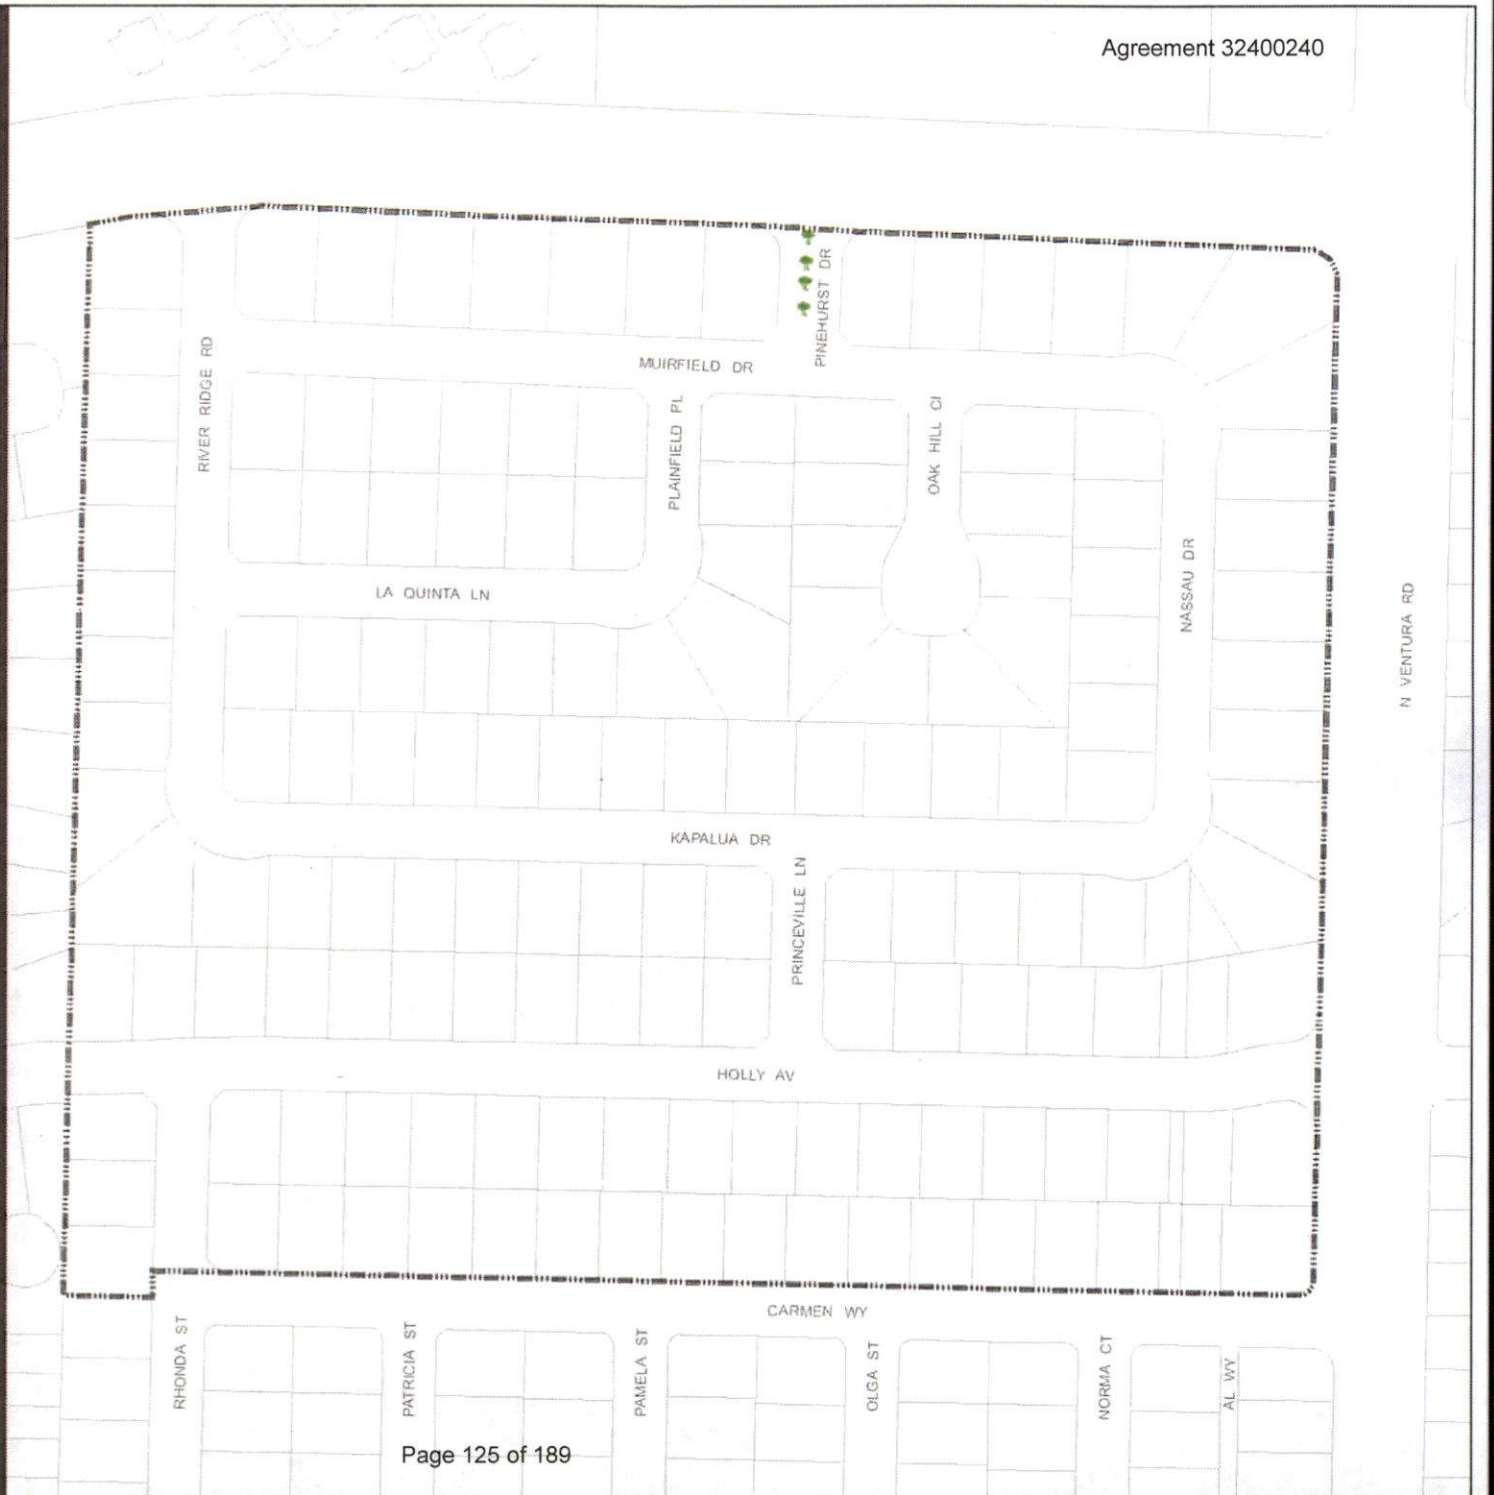 Agreement 32400240
PINEHURST DR
MUIRFIELD DR
RIVER RIDGE RD
PLAINFIELD PL
OAK HILL CI
LA QUINTA LN
NASSAU DR
N VENTURA RD
KAPALUA DR
PRINCEVILLE LN
HOLLY AV
CARMEN WY
RHONDA ST
PATRICIA ST
PAMELA ST
OLGA ST
NORMA CT
AL WY
Page 125 of 189